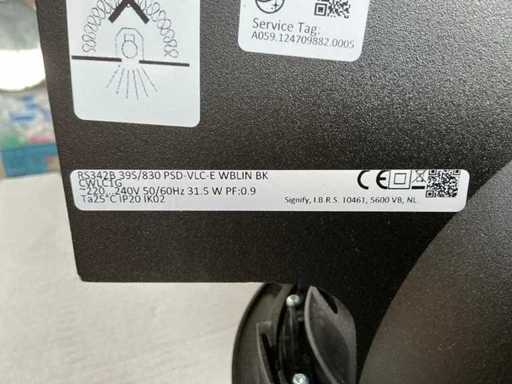 Service Tag:
A059.124709882.0005
RS342B 39S/830 PSD-VLC-E WBLIN BK
CWLCTG
~220...240V 50/60Hz 31.5 W PF:0.9
Ta25°C IP20 IK02
Signify, I.B.R.S. 10461, 5600 VB, NL
CE